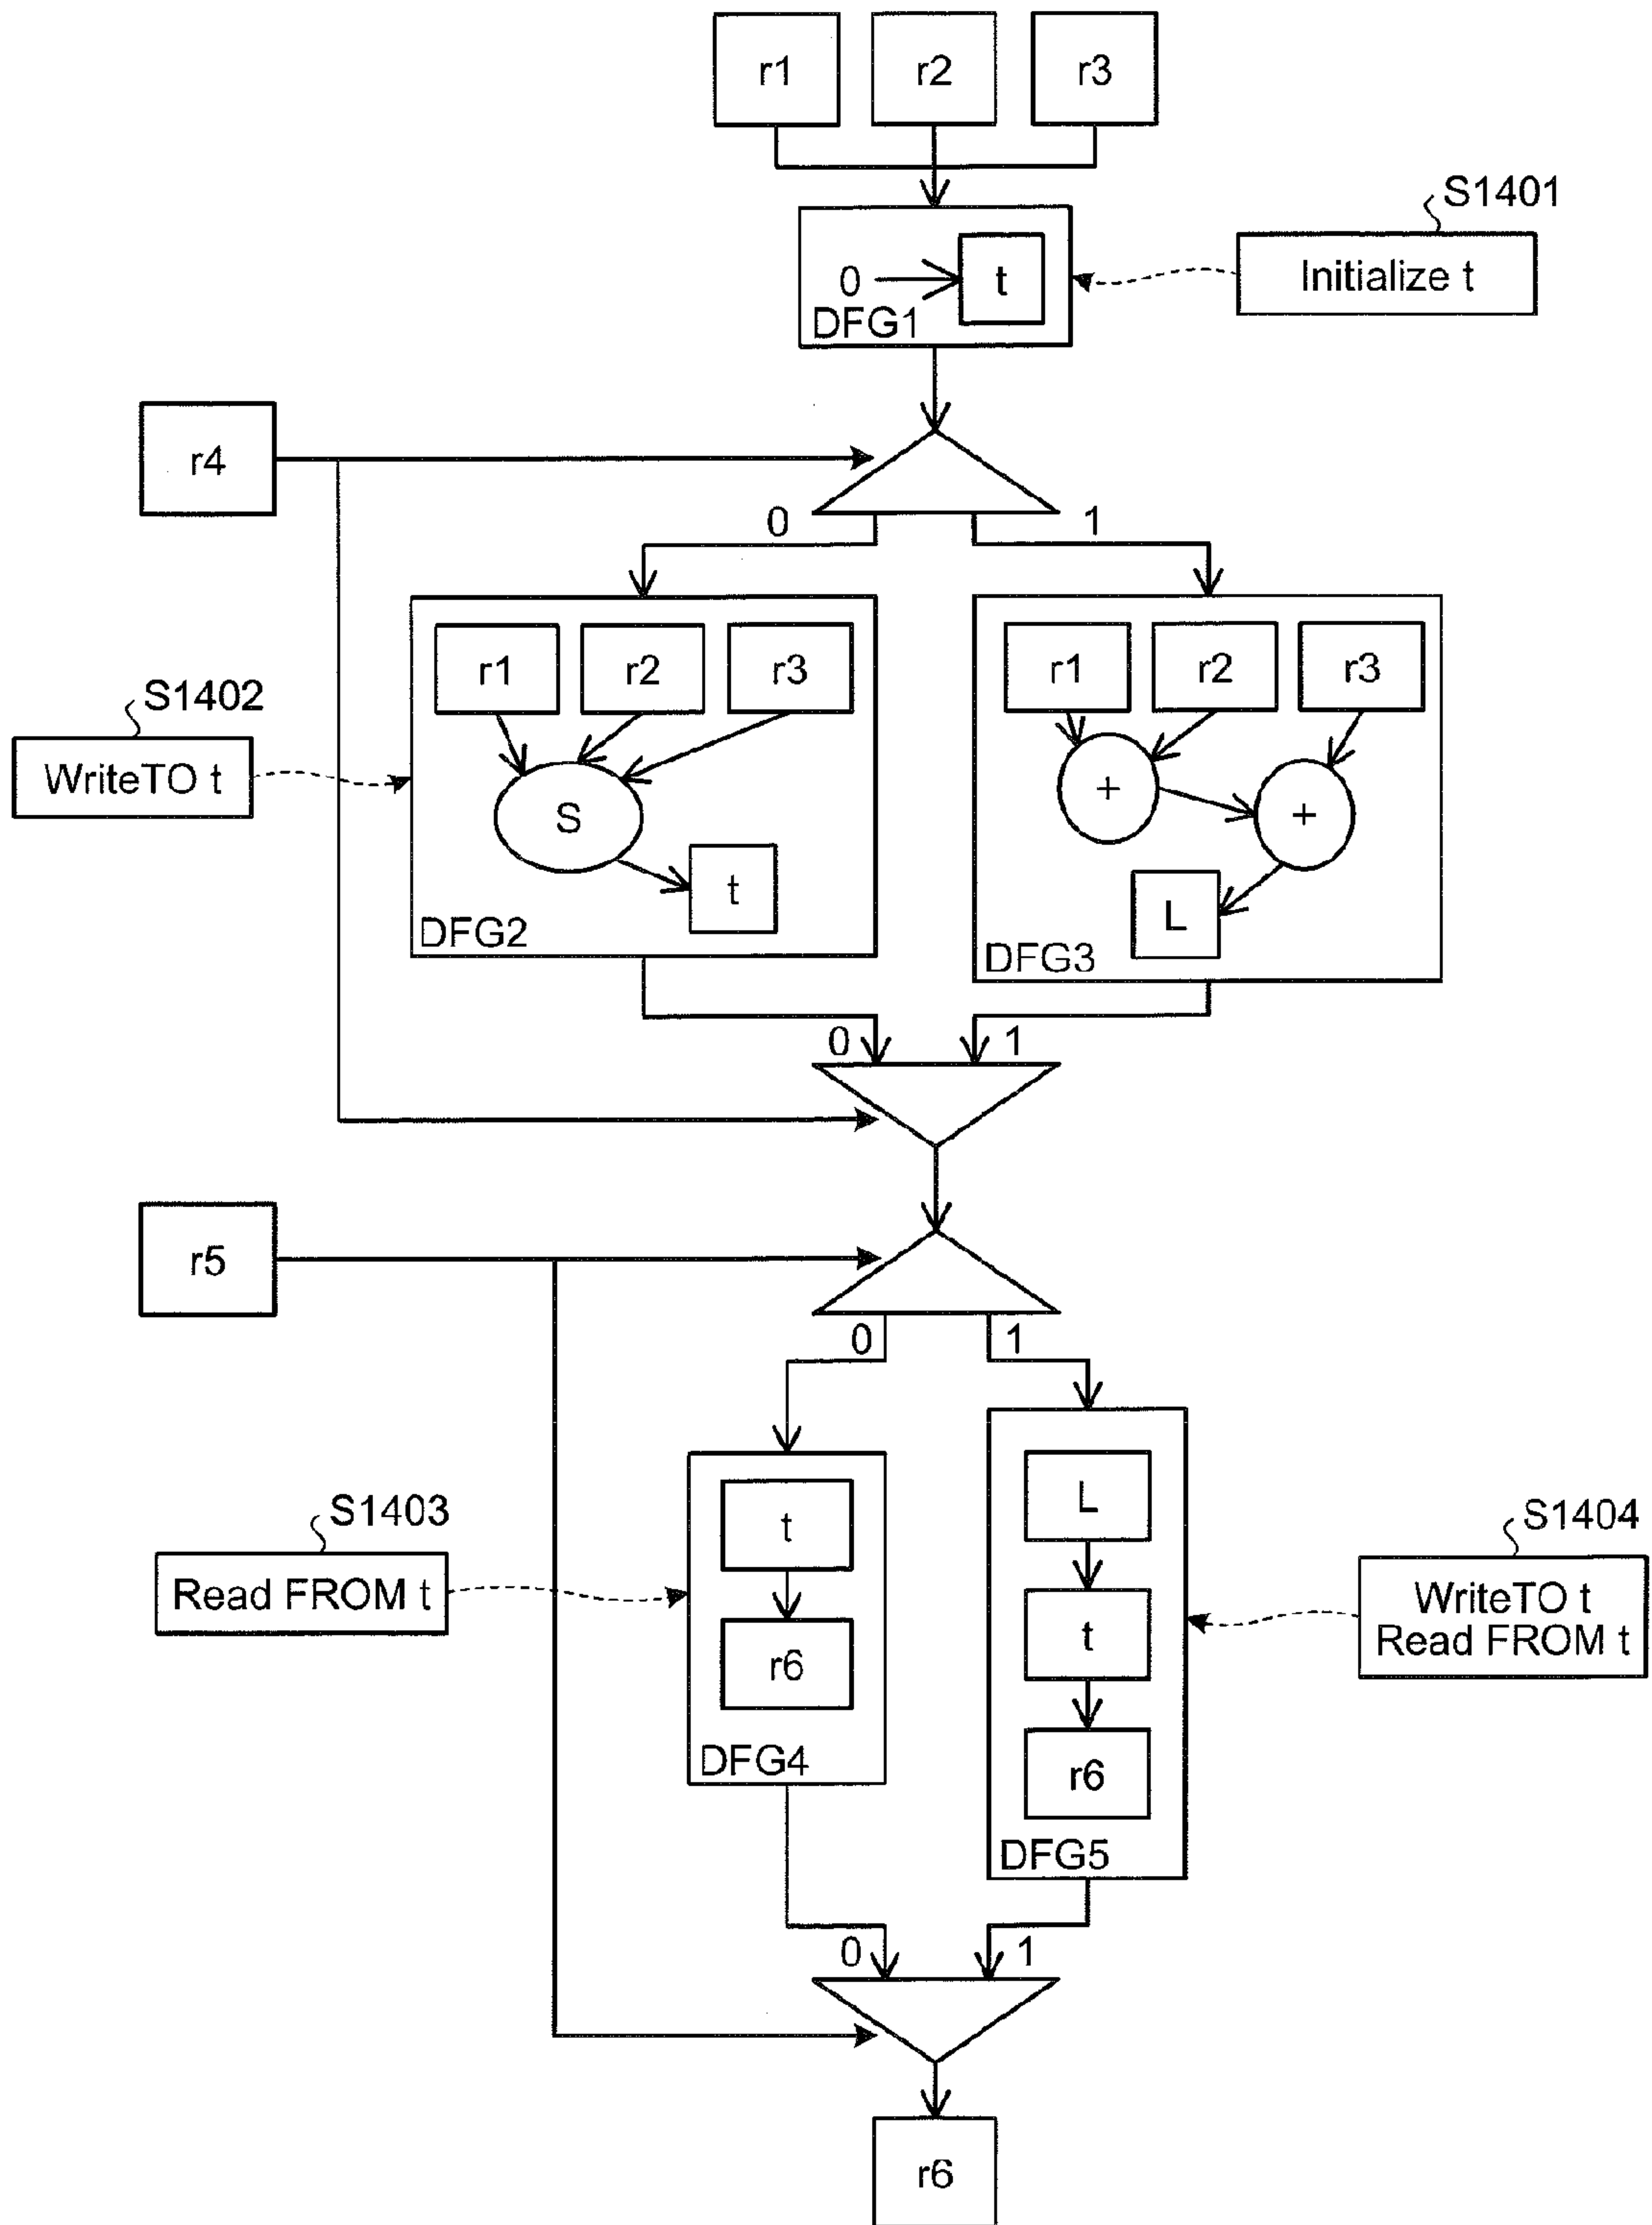 r1 r2 r3
S1401
0 t
Initialize t
DFG1
r4
0 1
r1 r2 r3
r1 r2 r3
S1402
WriteTO t
S
+ +
t
L
DFG2
DFG3
0 1
r5
0 1
L
t
S1403
S1404
Read FROM t
t
WriteTO t
Read FROM t
r6
DFG4
r6
DFG5
0 1
r6